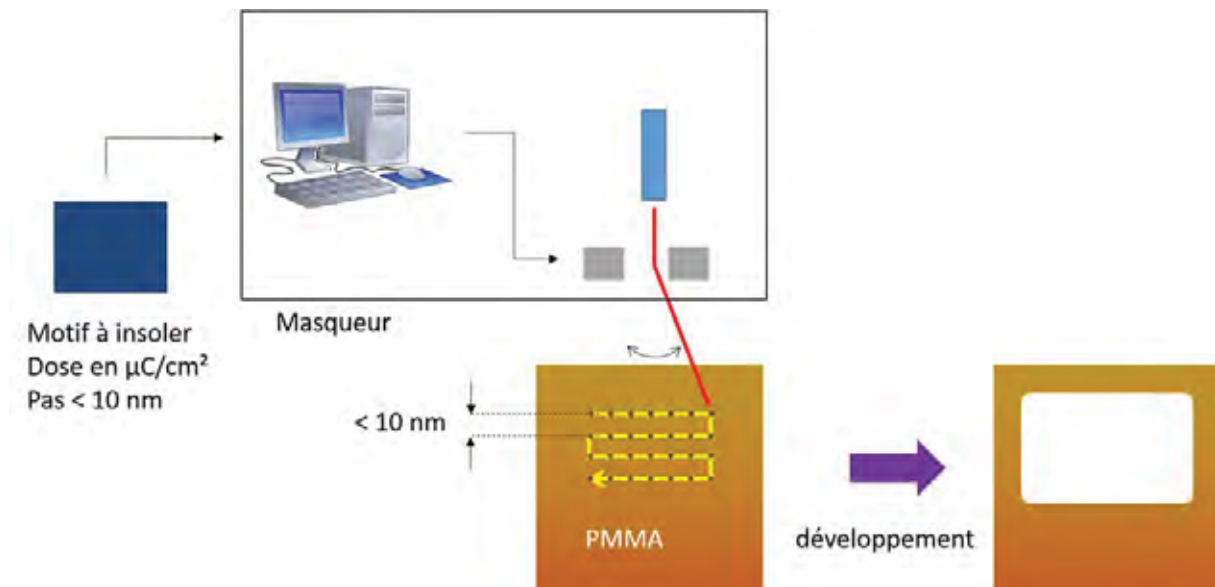 Masqueur
Motif à insoler
Dose en µC/cm²
Pas < 10 nm
< 10 nm
PMMA
développement